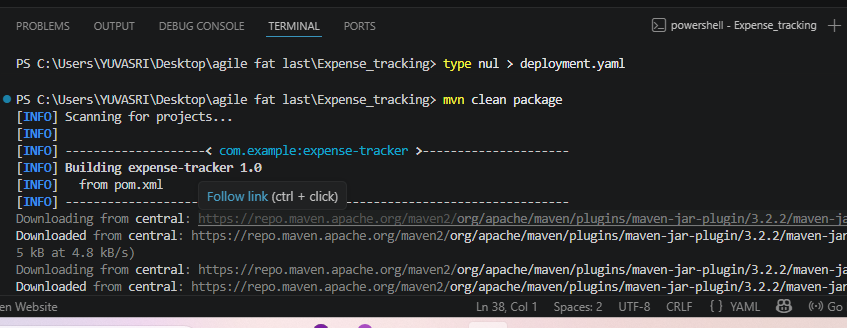 PROBLEMS OUTPUT DEBUG CONSOLE TERMINAL PORTS powershell - Expense_tracking
PS C:\Users\YUVASRI\Desktop\agile fat last\Expense_tracking> type nul > deployment.yaml
PS C:\Users\YUVASRI\Desktop\agile fat last\Expense_tracking> mvn clean package
[INFO] Scanning for projects...
[INFO]
[INFO] --------------------< com.example:expense-tracker >---------------------
[INFO] Building expense-tracker 1.0
[INFO]   from pom.xml
Follow link (ctrl + click)
[INFO] ------------------------------------------------------------------------
Downloading from central: https://repo.maven.apache.org/maven2/org/apache/maven/plugins/maven-jar-plugin/3.2.2/maven-ja
Downloaded from central: https://repo.maven.apache.org/maven2/org/apache/maven/plugins/maven-jar-plugin/3.2.2/maven-jar
5 kB at 4.8 kB/s)
Downloading from central: https://repo.maven.apache.org/maven2/org/apache/maven/plugins/maven-jar-plugin/3.2.2/maven-ja
Downloaded from central: https://repo.maven.apache.org/maven2/org/apache/maven/plugins/maven-jar-plugin/3.2.2/maven-jar
en Website Ln 38, Col 1 Spaces: 2 UTF-8 CRLF {} YAML Go